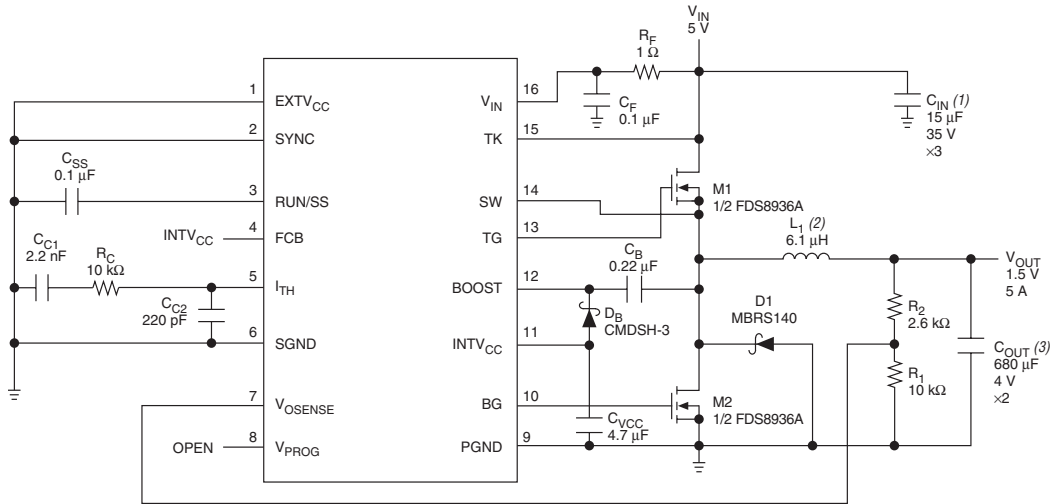 V_IN
5 V
R_F
1 Ω
C_F
0.1 µF
C_IN (1)
15 µF
35 V
×3
1
EXTV_CC
2
SYNC
C_SS
0.1 µF
3
RUN/SS
INTV_CC
4
FCB
C_C1
2.2 nF
R_C
10 kΩ
5
I_TH
C_C2
220 pF
6
SGND
7
V_OSENSE
OPEN
8
V_PROG
V_IN
16
TK
15
SW
14
TG
13
BOOST
12
INTV_CC
11
BG
10
PGND
9
M1
1/2 FDS8936A
C_B
0.22 µF
D_B
CMDSH-3
C_VCC
4.7 µF
L_1 (2)
6.1 µH
D1
MBRS140
M2
1/2 FDS8936A
V_OUT
1.5 V
5 A
R_2
2.6 kΩ
R_1
10 kΩ
C_OUT (3)
680 µF
4 V
×2